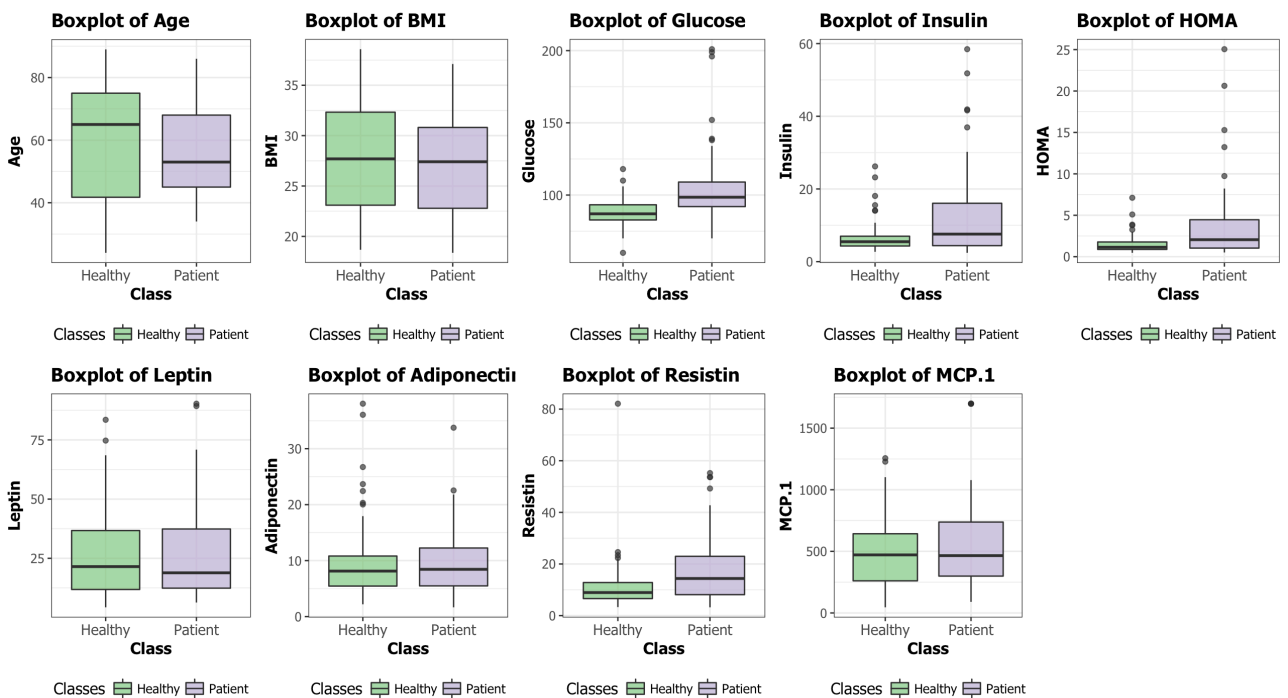 Boxplot of Age
80
60
40
Age
Healthy Patient
Class
Classes Healthy Patient
Boxplot of BMI
35
30
25
20
BMI
Healthy Patient
Class
Classes Healthy Patient
Boxplot of Glucose
200
150
100
Glucose
Healthy Patient
Class
Classes Healthy Patient
Boxplot of Insulin
60
40
20
0
Insulin
Healthy Patient
Class
Classes Healthy Patient
Boxplot of HOMA
25
20
15
10
5
0
HOMA
Healthy Patient
Class
Classes Healthy Patient
Boxplot of Leptin
75
50
25
Leptin
Healthy Patient
Class
Classes Healthy Patient
Boxplot of Adiponectin
30
20
10
0
Adiponectin
Healthy Patient
Class
Classes Healthy Patient
Boxplot of Resistin
80
60
40
20
0
Resistin
Healthy Patient
Class
Classes Healthy Patient
Boxplot of MCP.1
1500
1000
500
0
MCP.1
Healthy Patient
Class
Classes Healthy Patient